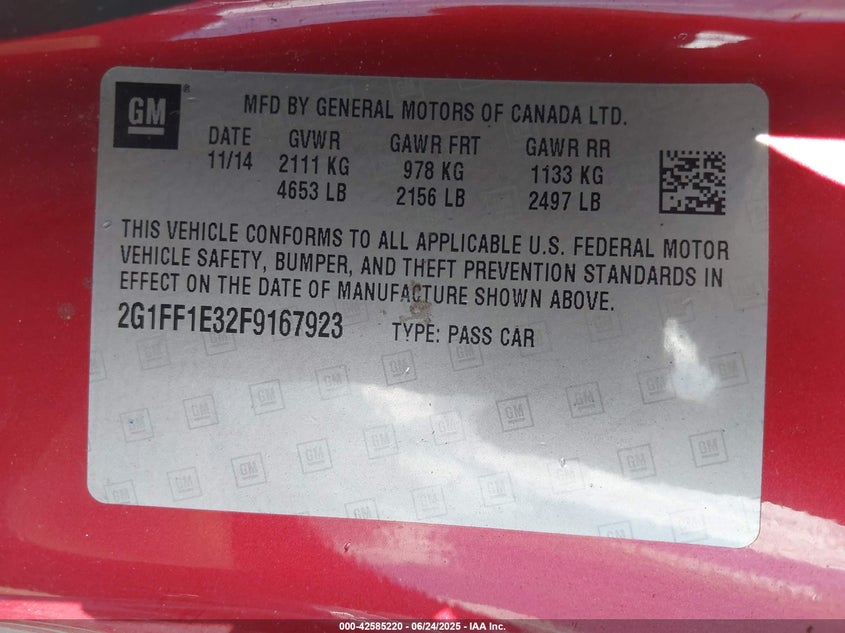 GM ® MFD BY GENERAL MOTORS OF CANADA LTD.
DATE GVWR GAWR FRT GAWR RR
11/14 2111 KG 978 KG 1133 KG
4653 LB 2156 LB 2497 LB
THIS VEHICLE CONFORMS TO ALL APPLICABLE U.S. FEDERAL MOTOR
VEHICLE SAFETY, BUMPER, AND THEFT PREVENTION STANDARDS IN
EFFECT ON THE DATE OF MANUFACTURE SHOWN ABOVE.
2G1FF1E32F9167923 TYPE: PASS CAR
000-42585220 - 06/24/2025 - IAA Inc.